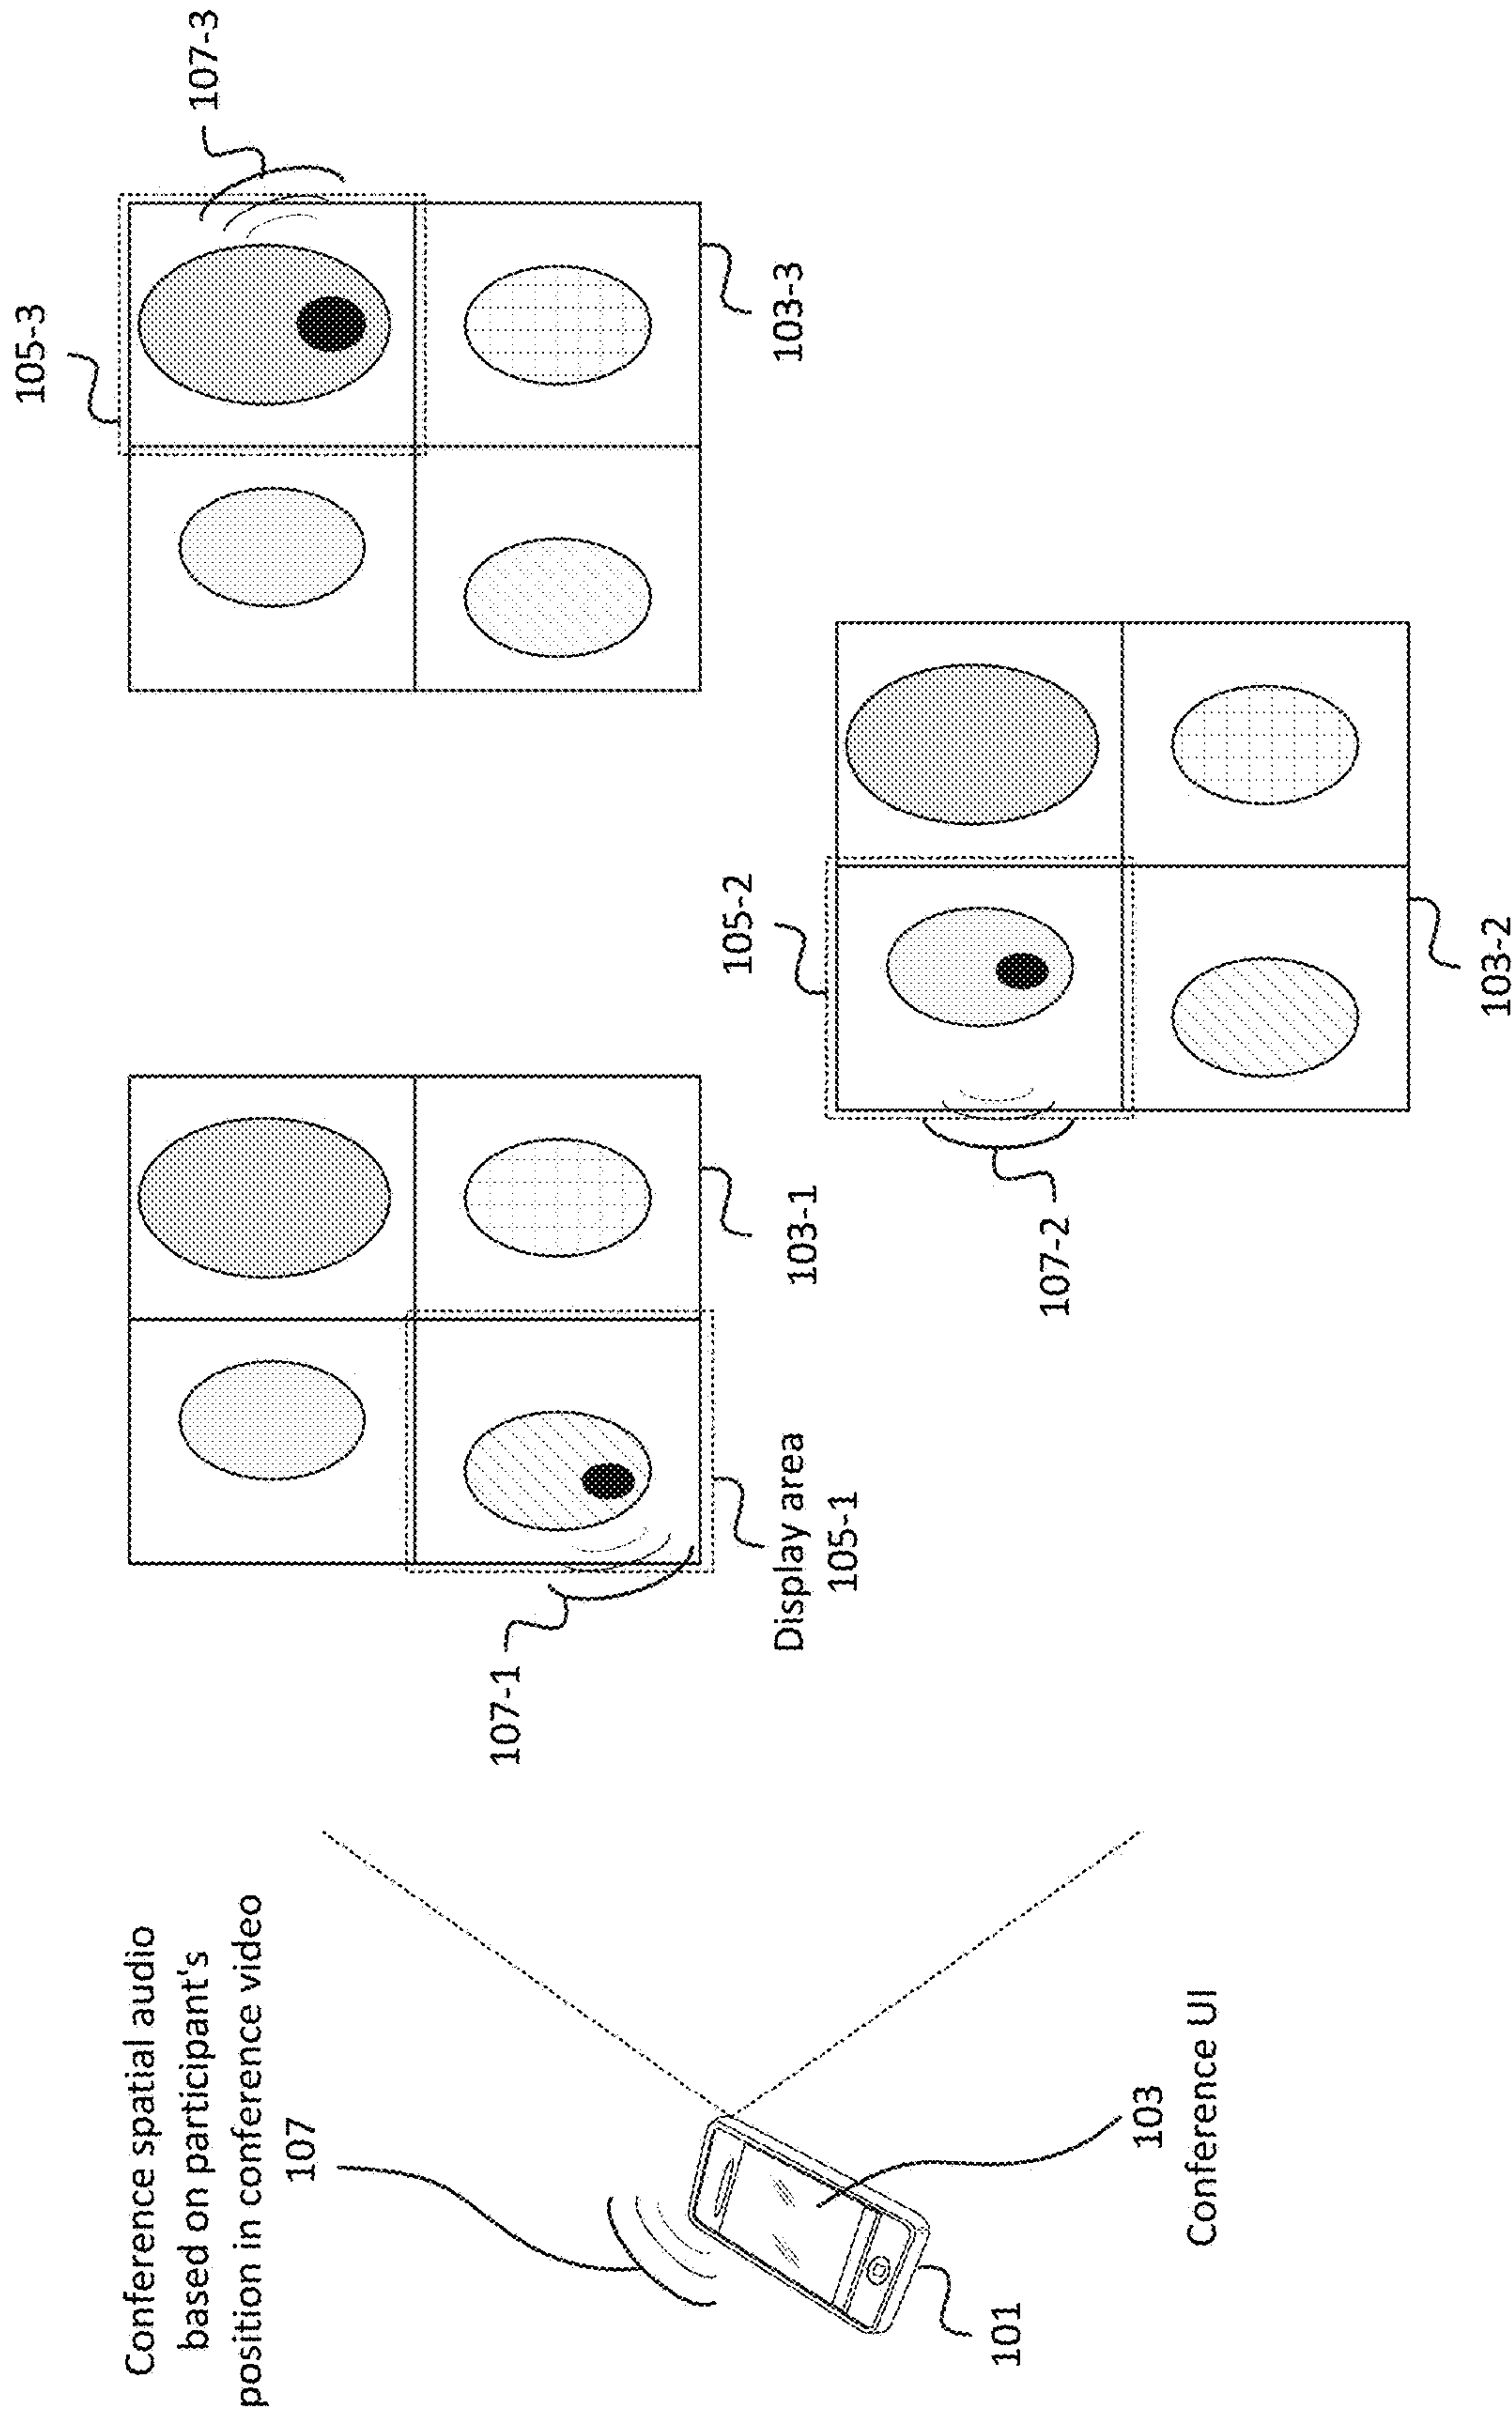 Conference spatial audio
based on participant's
position in conference video
107
101
103
Conference UI
107-1
Display area
105-1
103-1
107-2
105-2
103-2
105-3
107-3
103-3